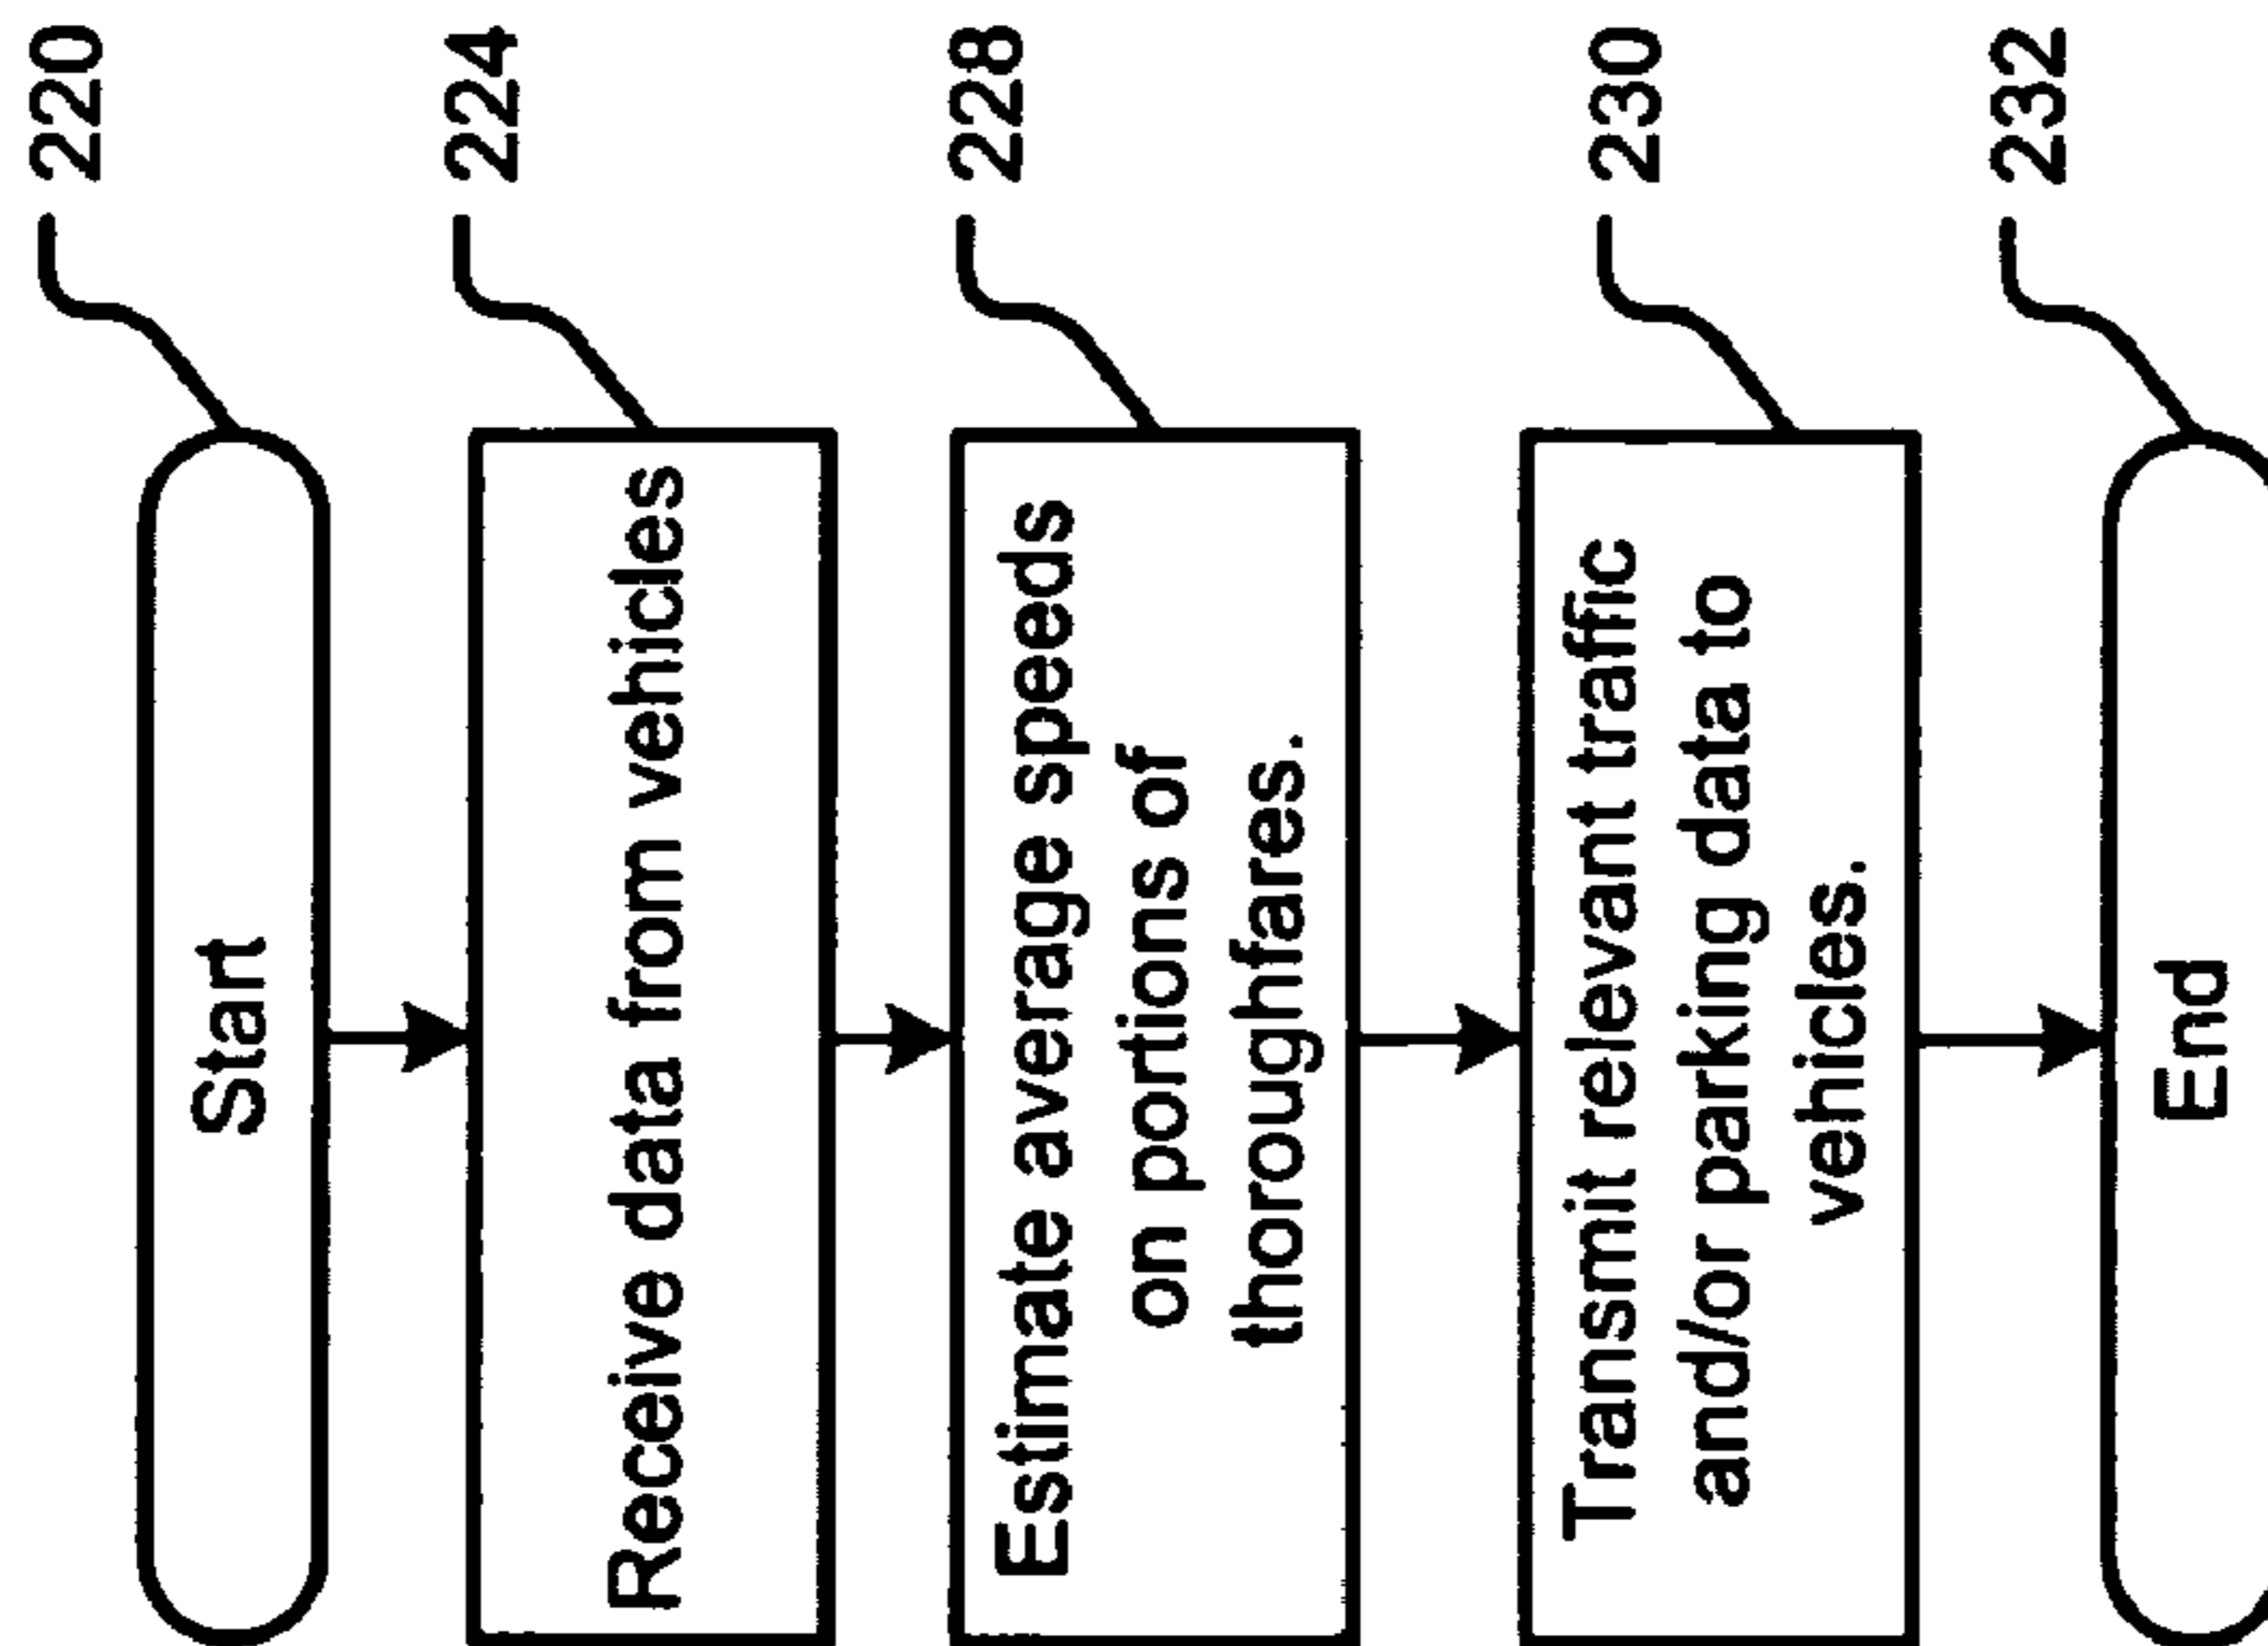 Start
220
Receive data from vehicles
224
Estimate average speeds
on portions of
thoroughfares.
228
Transmit relevant traffic
and/or parking data to
vehicles.
230
End
232